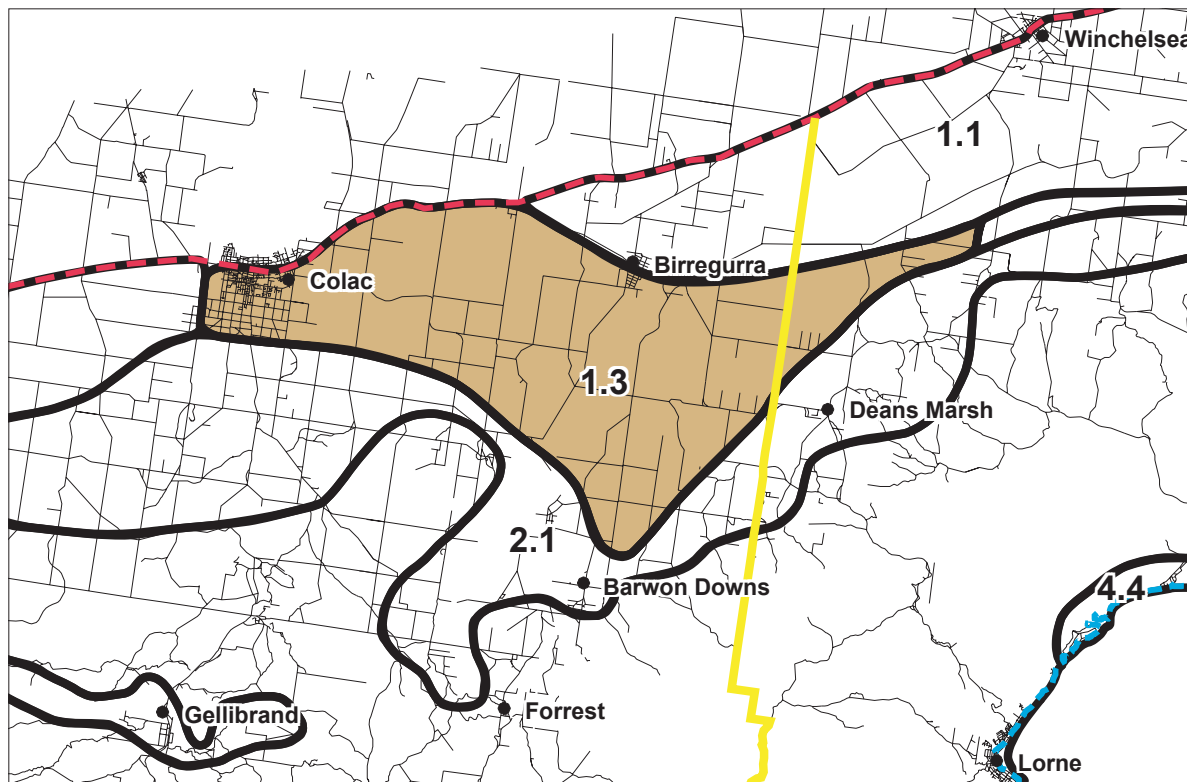 Winchelsea
1.1
Birregurra
Colac
1.3
Deans Marsh
2.1
Barwon Downs
4.4
Gellibrand
Forrest
Lorne